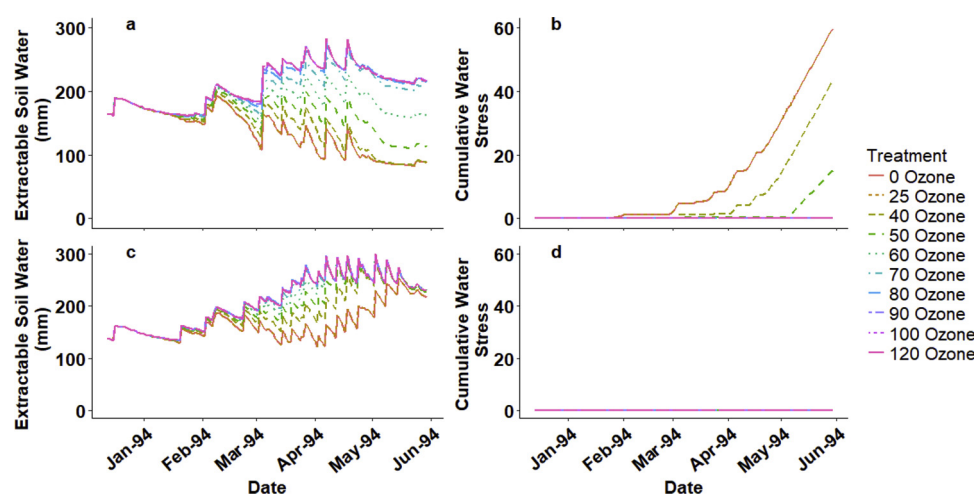 a
b
Extractable Soil Water
(mm)
300
200
100
0
Cumulative Water
Stress
60
40
20
0
c
d
Extractable Soil Water
(mm)
300
200
100
0
Cumulative Water
Stress
60
40
20
0
Jan-94
Feb-94
Mar-94
Apr-94
May-94
Jun-94
Date
Jan-94
Feb-94
Mar-94
Apr-94
May-94
Jun-94
Date
Treatment
0 Ozone
25 Ozone
40 Ozone
50 Ozone
60 Ozone
70 Ozone
80 Ozone
90 Ozone
100 Ozone
120 Ozone